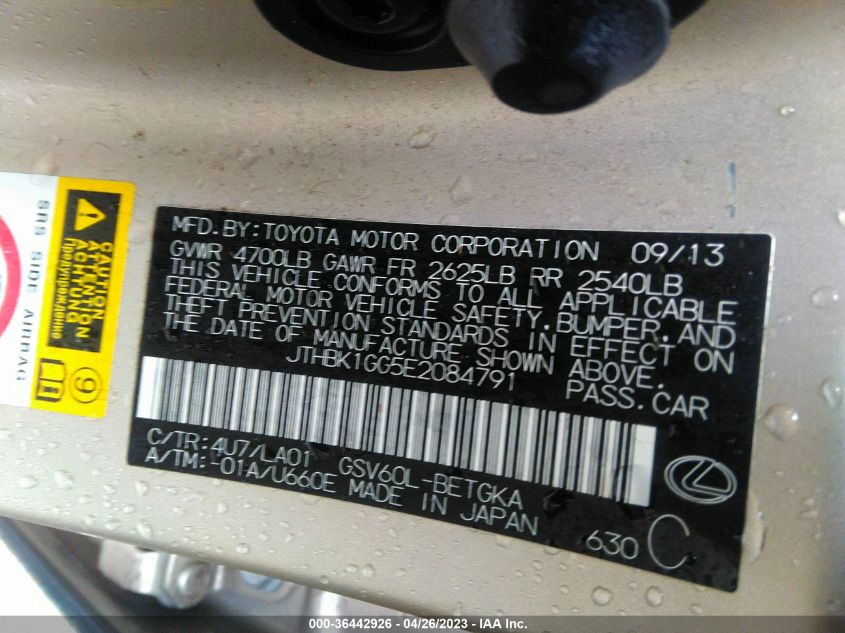 MFD. BY: TOYOTA MOTOR CORPORATION 09/13
GVWR 4700LB GAWR FR 2625LB RR 2540LB
THIS VEHICLE CONFORMS TO ALL APPLICABLE
FEDERAL MOTOR VEHICLE SAFETY, BUMPER, AND
THEFT PREVENTION STANDARDS IN EFFECT ON
THE DATE OF MANUFACTURE SHOWN ABOVE.
JTHBK1GG5E2084791 PASS. CAR
C/TR: 4U7/LA01 GSV60L-BETGKA
A/TM: -01A/U660E MADE IN JAPAN
630 C
SRS SIDE AIRBAG
ATTENTION
ACHTUNG
Предупреждение
9
000-36442926 - 04/26/2023 - IAA Inc.